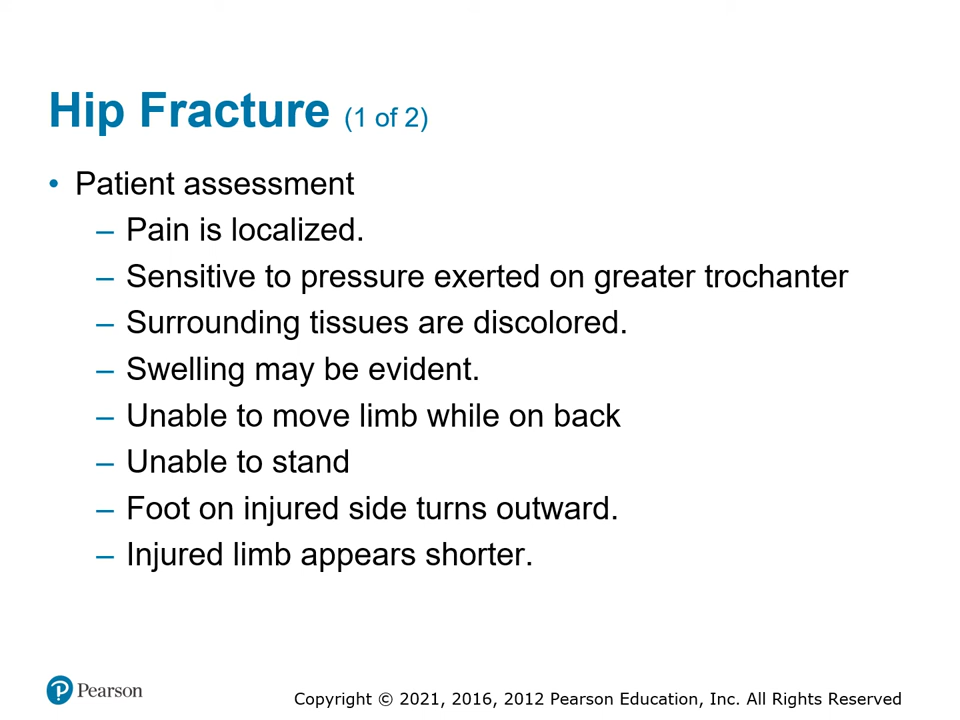 Hip Fracture (1 of 2)
• Patient assessment
– Pain is localized.
– Sensitive to pressure exerted on greater trochanter
– Surrounding tissues are discolored.
– Swelling may be evident.
– Unable to move limb while on back
– Unable to stand
– Foot on injured side turns outward.
– Injured limb appears shorter.
Pearson
Copyright © 2021, 2016, 2012 Pearson Education, Inc. All Rights Reserved